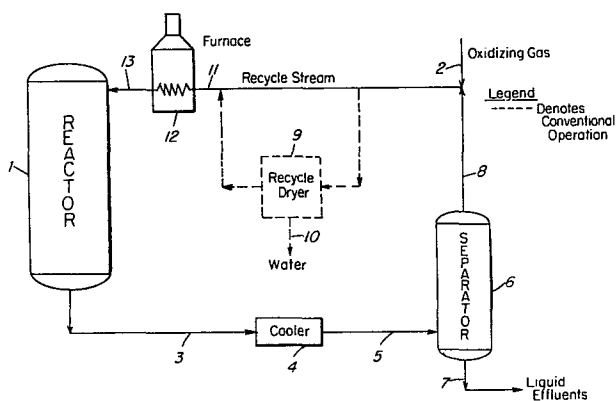 Furnace
Oxidizing Gas
2
13
11
Recycle Stream
Legend
Denotes
Conventional
Operation
12
9
1
REACTOR
Recycle
Dryer
8
10
Water
SEPARATOR
6
Cooler
3
4
5
7
Liquid
Effluents